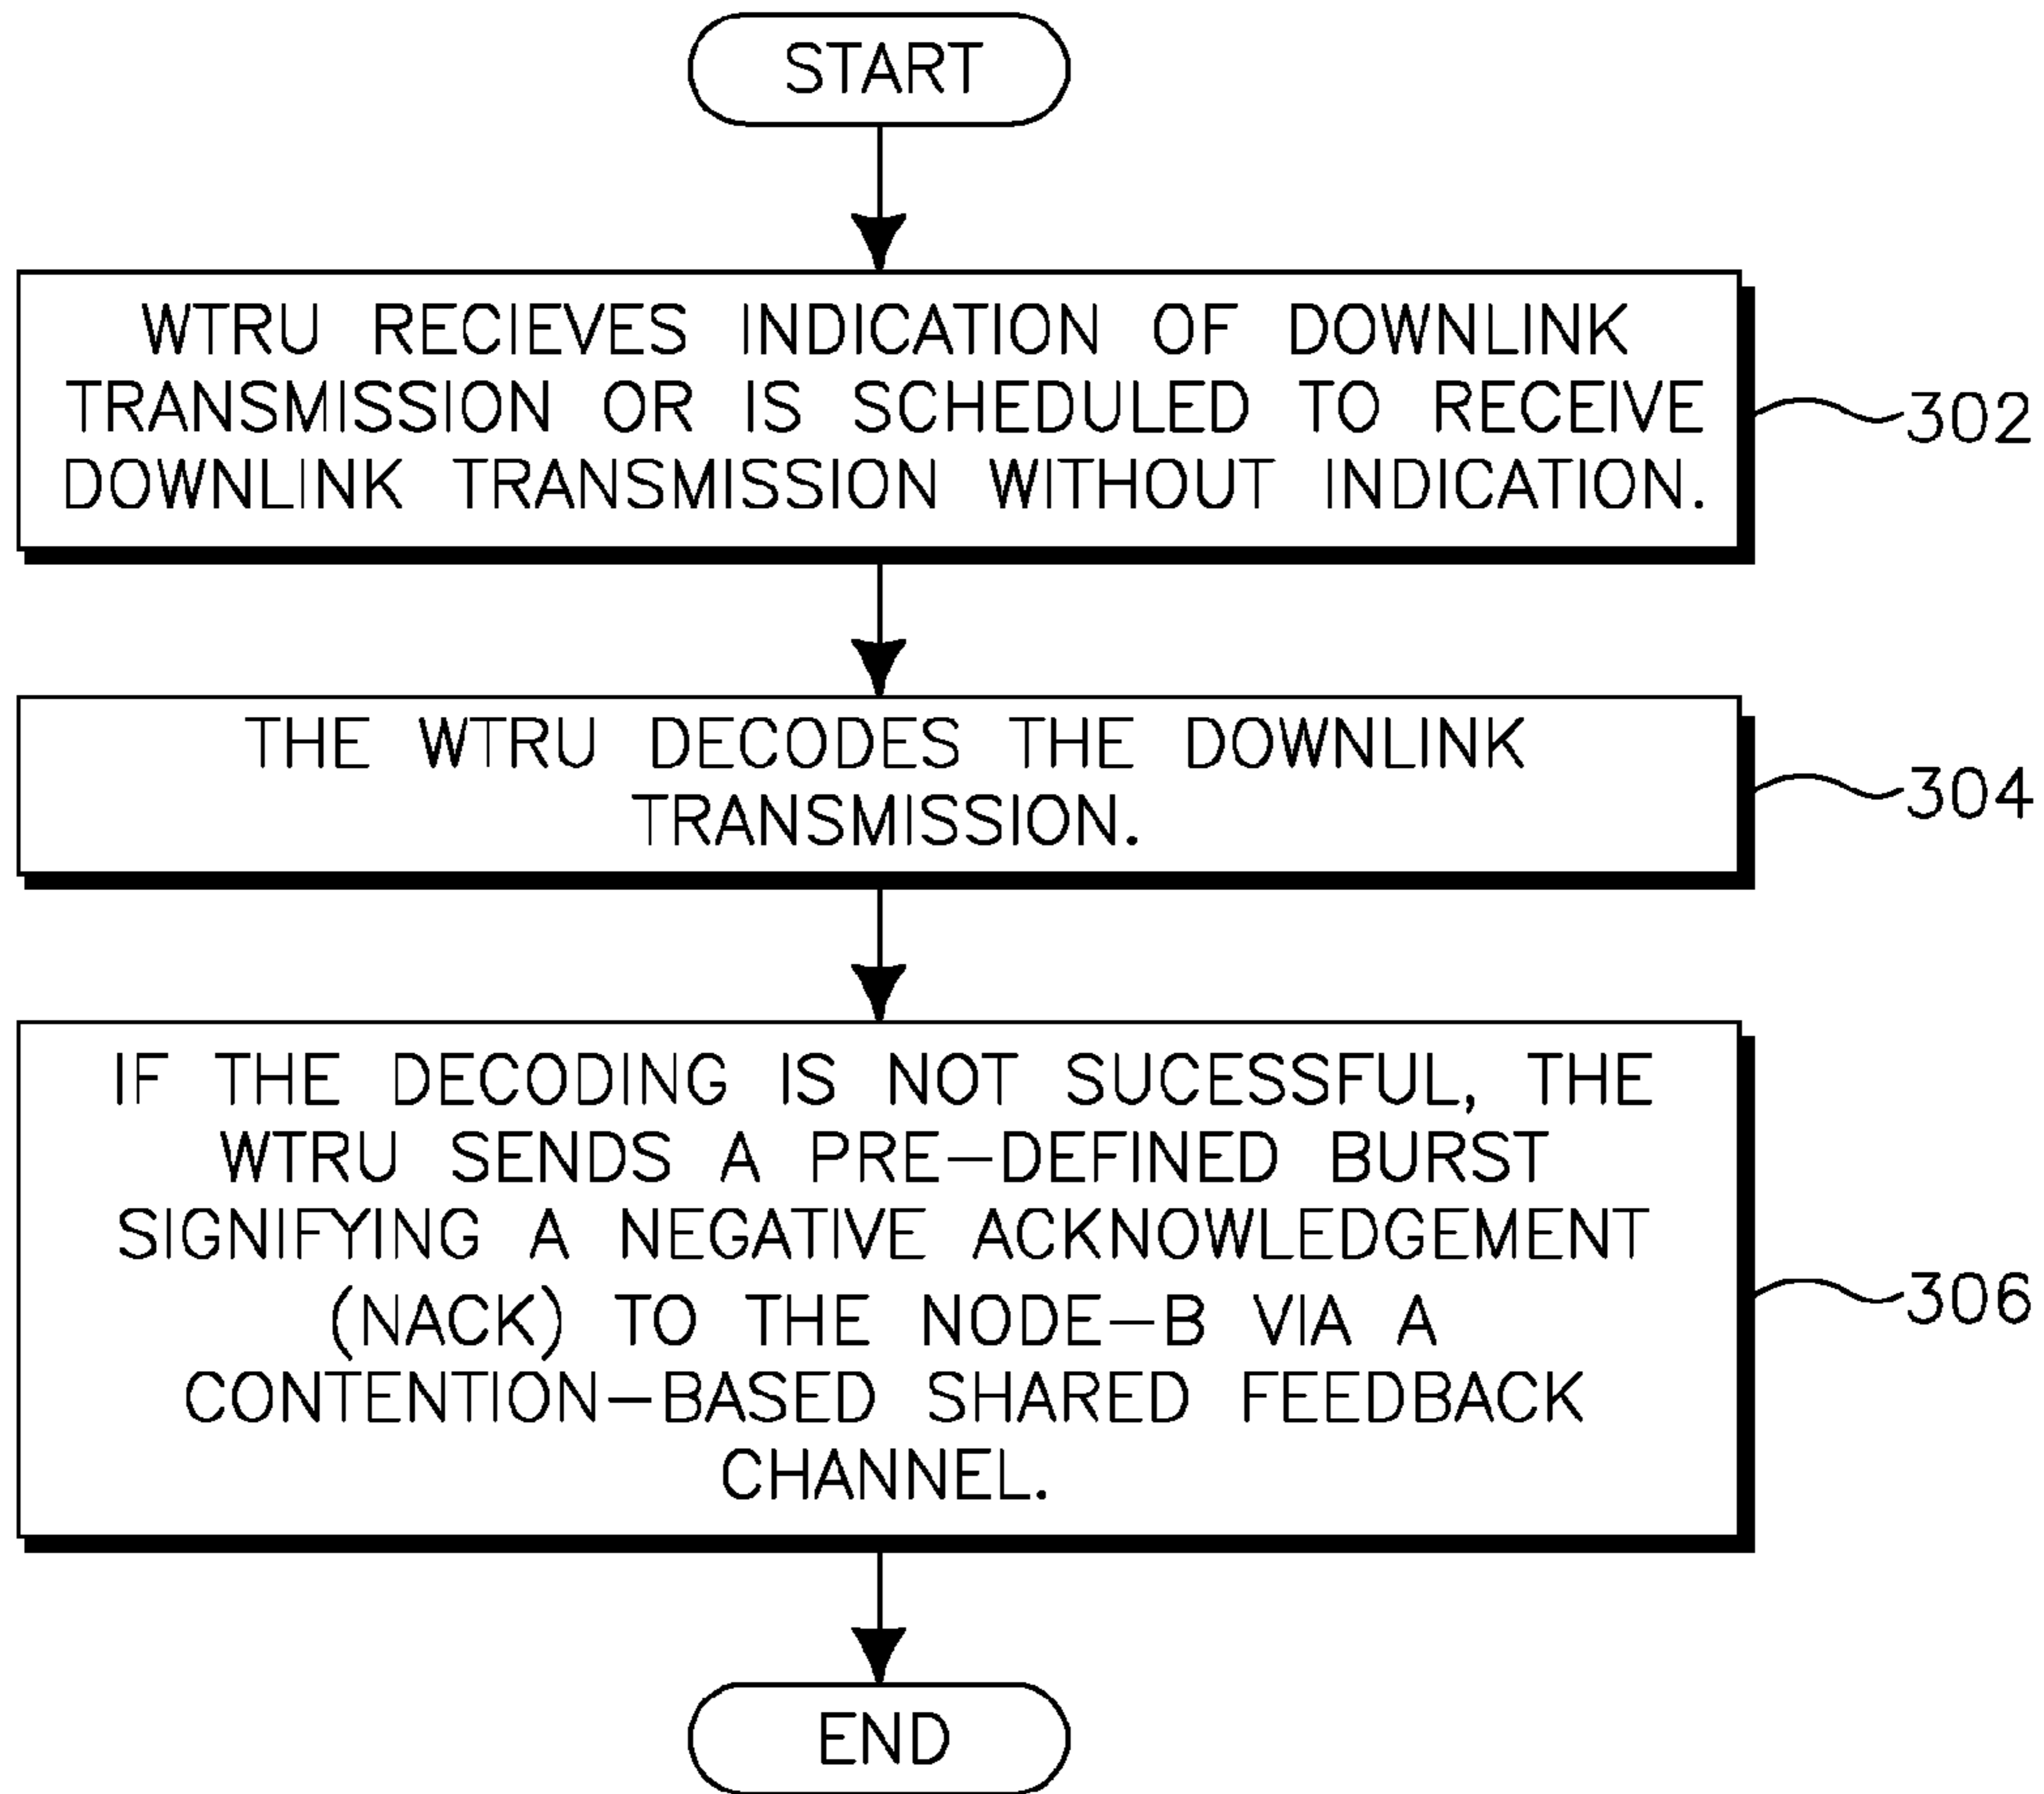 START
WTRU RECIEVES INDICATION OF DOWNLINK
TRANSMISSION OR IS SCHEDULED TO RECEIVE
DOWNLINK TRANSMISSION WITHOUT INDICATION.
302
THE WTRU DECODES THE DOWNLINK
TRANSMISSION.
304
IF THE DECODING IS NOT SUCESSFUL, THE
WTRU SENDS A PRE-DEFINED BURST
SIGNIFYING A NEGATIVE ACKNOWLEDGEMENT
(NACK) TO THE NODE-B VIA A
CONTENTION-BASED SHARED FEEDBACK
CHANNEL.
306
END